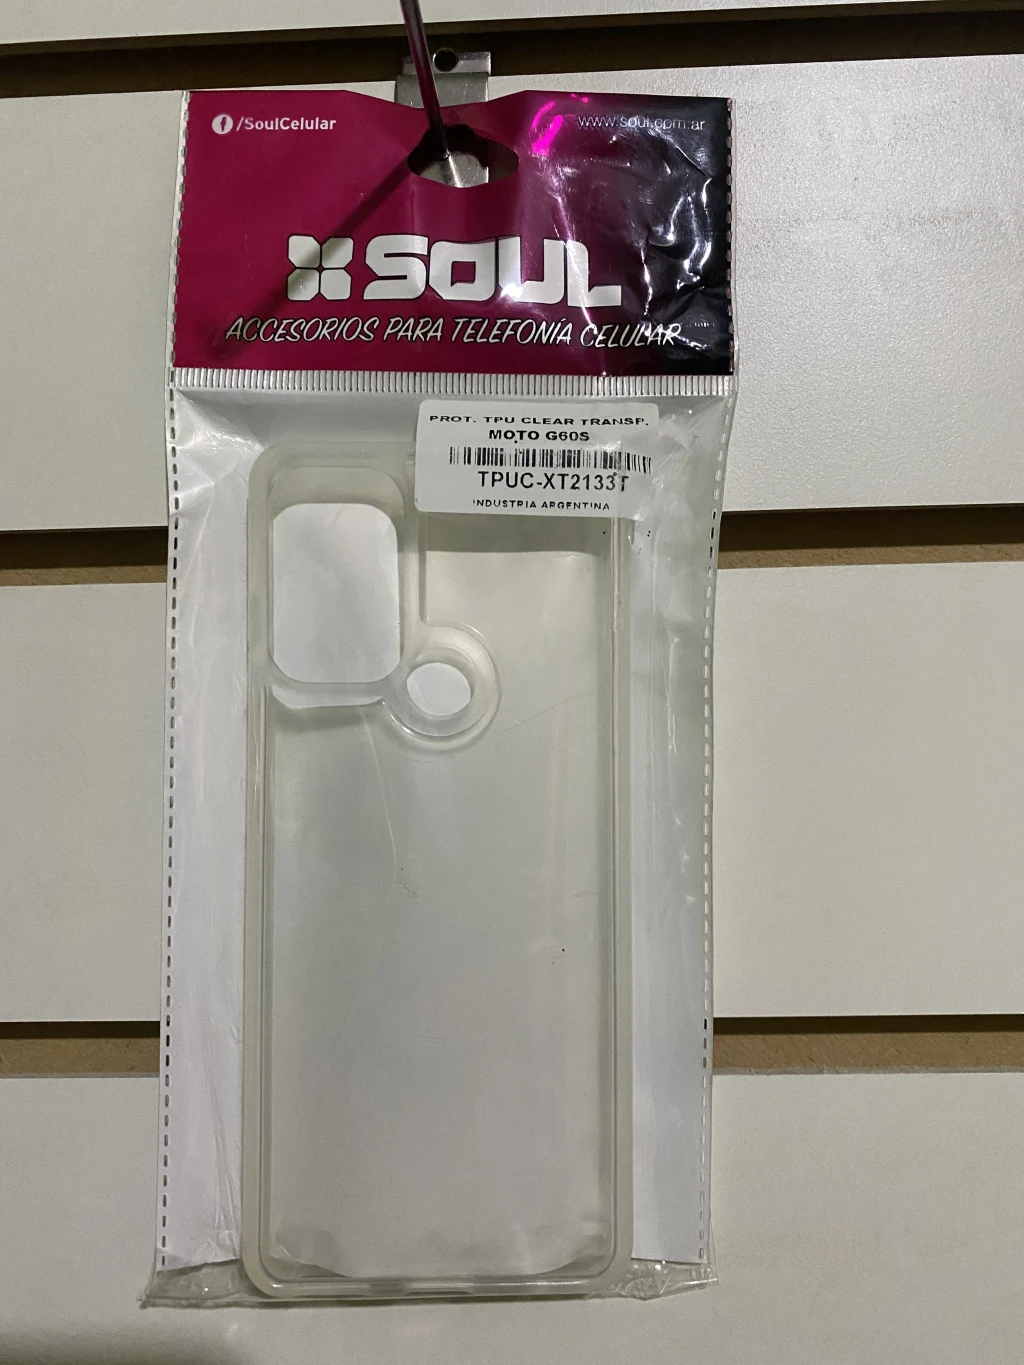 /SoulCelular
www.soul.com.ar
SOUL
ACCESORIOS PARA TELEFONÍA CELULAR
PROT. TPU CLEAR TRANSP.
MOTO G60S
TPUC-XT2133T
INDUSTRIA ARGENTINA